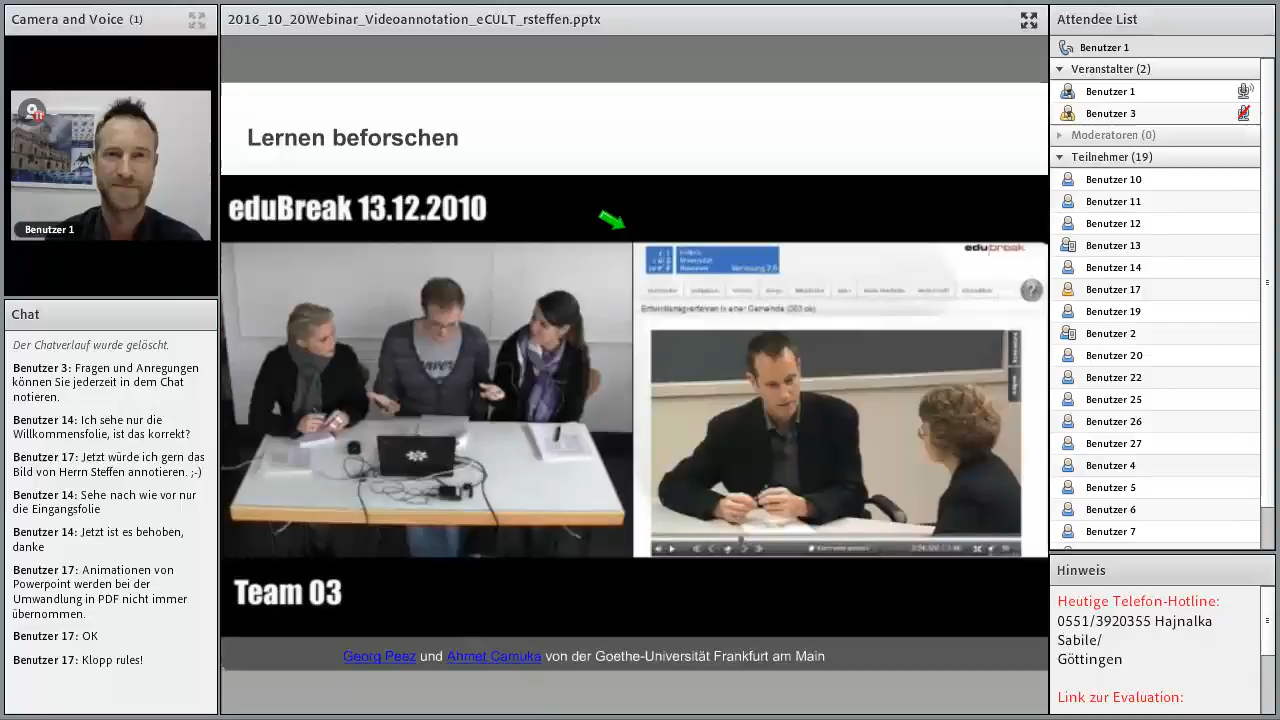 Camera and Voice (1)
2016_10_20Webinar_Videoannotation_eCULT_rsteffen.pptx
Attendee List
Benutzer 1
Lernen beforschen
eduBreak 13.12.2010
edubreak
Vorlesung 2.0
Team 03
Georg Peez und Ahmet Camuka von der Goethe-Universität Frankfurt am Main
Chat
Der Chatverlauf wurde gelöscht.
Benutzer 3: Fragen und Anregungen
können Sie jederzeit in dem Chat
notieren.
Benutzer 14: Ich sehe nur die
Willkommensfolie, ist das korrekt?
Benutzer 17: Jetzt würde ich gern das
Bild von Herrn Steffen annotieren. ;-)
Benutzer 14: Sehe nach wie vor nur
die Eingangsfolie
Benutzer 14: Jetzt ist es behoben,
danke
Benutzer 17: Animationen von
Powerpoint werden bei der
Umwandlung in PDF nicht immer
übernommen.
Benutzer 17: OK
Benutzer 17: Klopp rules!
Benutzer 1
Veranstalter (2)
Benutzer 1
Benutzer 3
Moderatoren (0)
Teilnehmer (19)
Benutzer 10
Benutzer 11
Benutzer 12
Benutzer 13
Benutzer 14
Benutzer 17
Benutzer 19
Benutzer 2
Benutzer 20
Benutzer 22
Benutzer 25
Benutzer 26
Benutzer 27
Benutzer 4
Benutzer 5
Benutzer 6
Benutzer 7
Hinweis
Heutige Telefon-Hotline:
0551/3920355 Hajnalka
Sabile/
Göttingen
Link zur Evaluation: